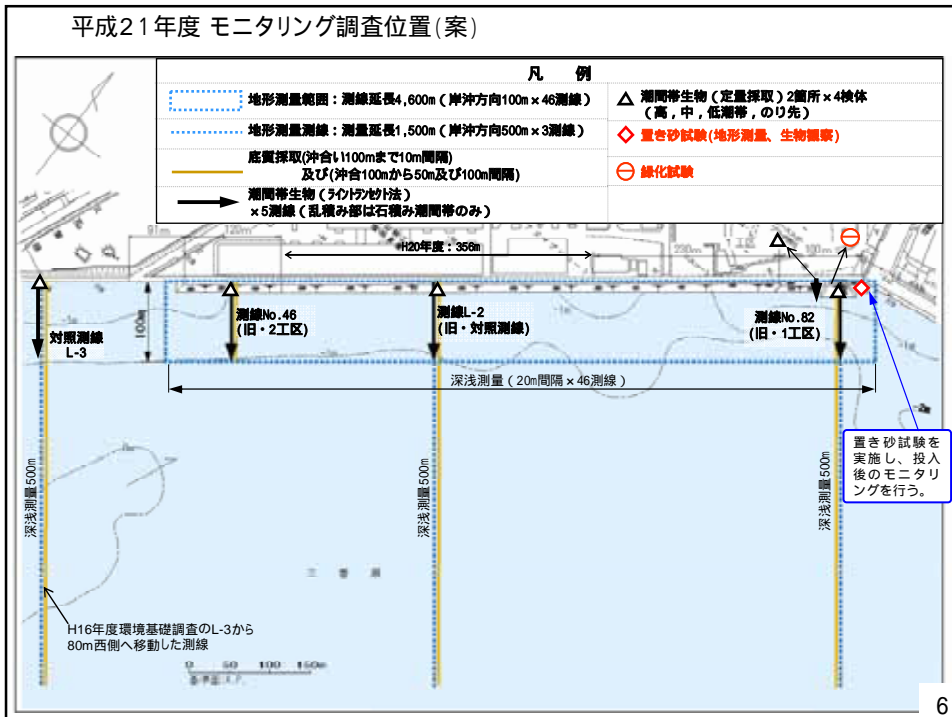 平成21年度 モニタリング調査位置(案)
凡 例
地形測量範囲:測線延長4,600m(岸沖方向100m×46測線)
地形測量測線:測量延長1,500m(岸沖方向500m×3測線)
底質採取(沖合い100mまで10m間隔)
及び(沖合100mから50m及び100m間隔)
潮間帯生物(ライントランセクト法)
×5測線(乱積み部は石積み潮間帯のみ)
潮間帯生物(定量採取)2箇所×4検体
(高,中,低潮帯,のり先)
置き砂試験(地形測量、生物観察)
緑化試験
91m
120m
H20年度:356m
230m
100m
対照測線
L-3
100m
測線No.46
(旧・2工区)
測線L-2
(旧・対照測線)
測線No.82
(旧・1工区)
深浅測量(20m間隔×46測線)
深浅測量500m
深浅測量500m
深浅測量500m
置き砂試験を
実施し、投入
後のモニタリ
ングを行う。
三番瀬
H16年度環境基礎調査のL-3から
80m西側へ移動した測線
0 50 100 150m
6